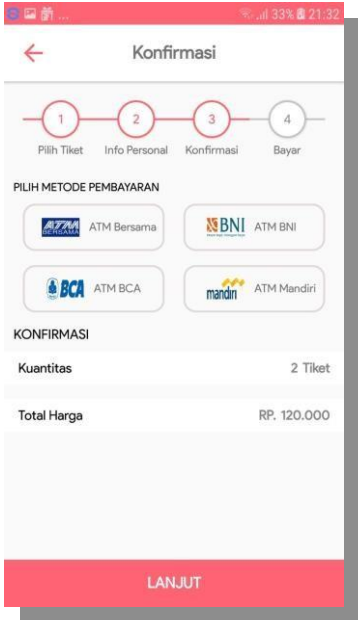 ... 33% 21:32
Konfirmasi
1 2 3 4
Pilih Tiket Info Personal Konfirmasi Bayar
PILIH METODE PEMBAYARAN
ATM BERSAMA ATM Bersama BNI ATM BNI
BCA ATM BCA mandiri ATM Mandiri
KONFIRMASI
Kuantitas 2 Tiket
Total Harga RP. 120.000
LANJUT